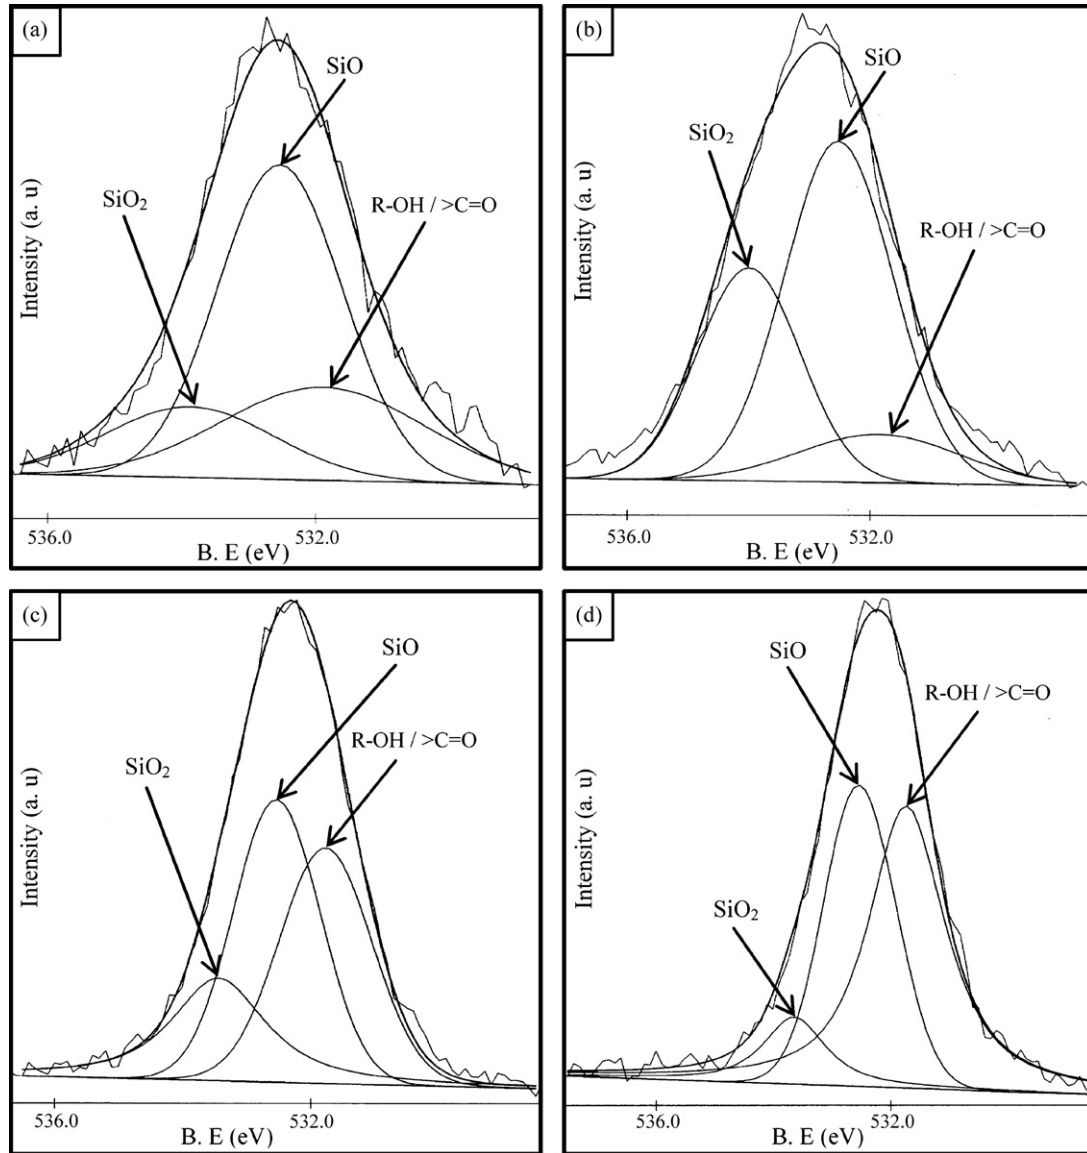 (a)
SiO
SiO₂
R-OH / >C=O
Intensity (a. u)
536.0
532.0
B. E (eV)
(b)
SiO
SiO₂
R-OH / >C=O
Intensity (a. u)
536.0
532.0
B. E (eV)
(c)
SiO
R-OH / >C=O
SiO₂
Intensity (a. u)
536.0
532.0
B. E (eV)
(d)
SiO
R-OH / >C=O
SiO₂
Intensity (a. u)
536.0
532.0
B. E (eV)